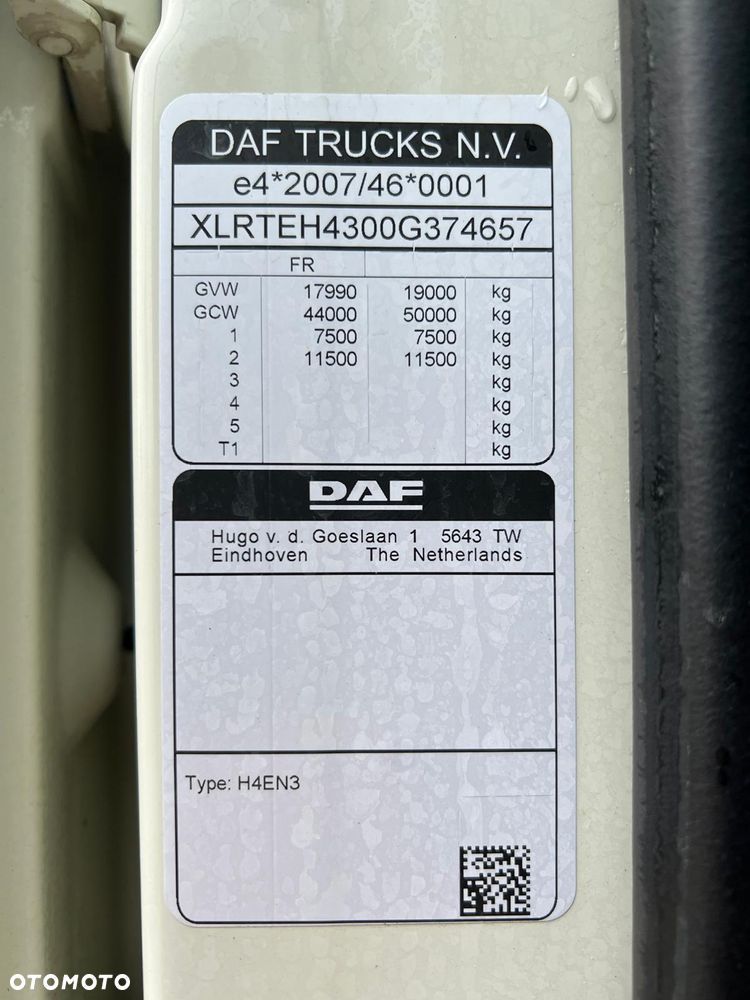 DAF TRUCKS N.V.
e4*2007/46*0001
XLRTEH4300G374657
FR
GVW 17990 19000 kg
GCW 44000 50000 kg
1 7500 7500 kg
2 11500 11500 kg
3 kg
4 kg
5 kg
T1 kg
DAF
Hugo v. d. Goeslaan 1 5643 TW
Eindhoven The Netherlands
Type: H4EN3
OTOMOTO